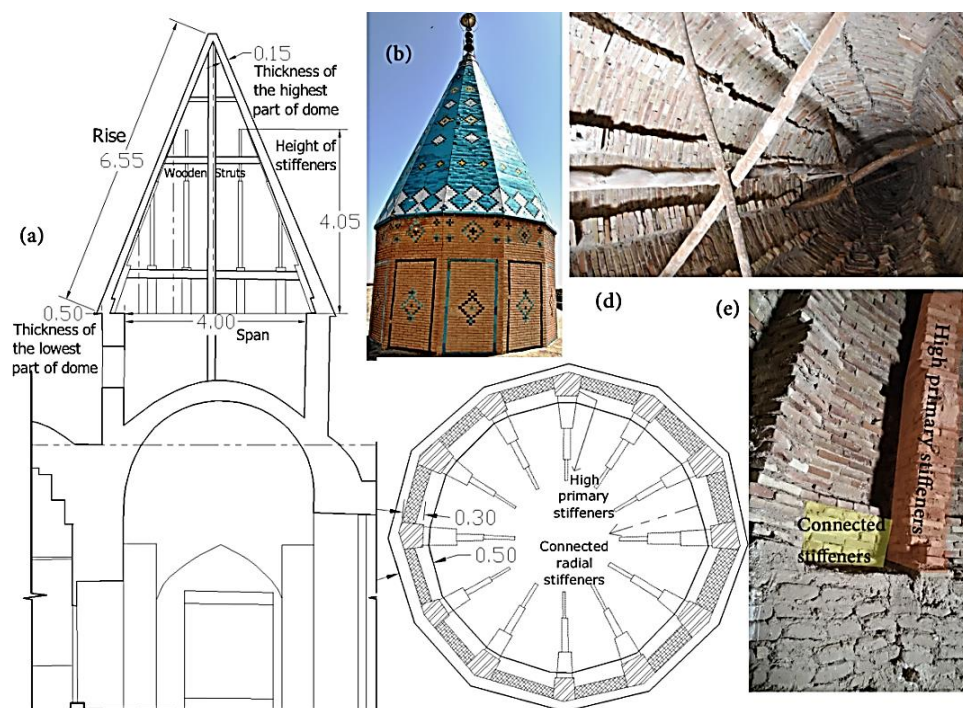 0.15
Thickness of
the highest
part of dome
Rise
6.55
Height of
stiffeners
Wooden Struts
4.05
(a)
0.50
4.00
Thickness of
the lowest
part of dome
Span
(b)
(d)
High
primary
stiffeners
0.30
0.50
Connected
radial
stiffeners
(e)
High primary stiffeners
Connected
stiffeners